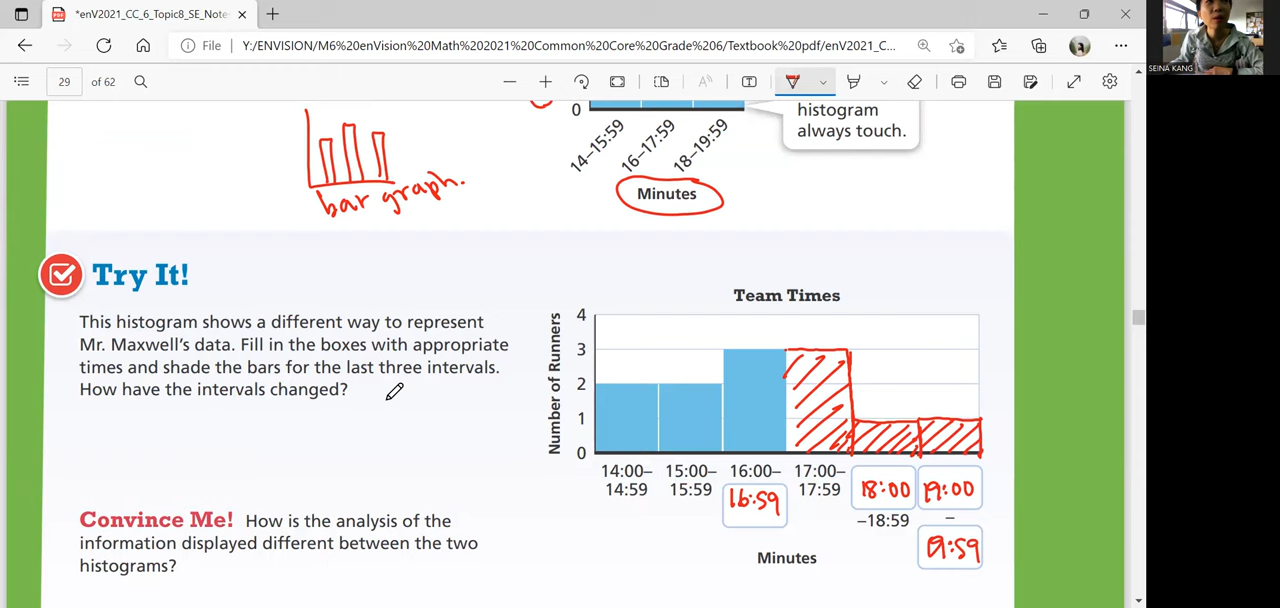 *enV2021_CC_6_Topic8_SE_Note
File
Y:/ENVISION/M6%20enVision%20Math%202021%20Common%20Core%20Grade%206/Textbook%20pdf/enV2021_C...
29
of 62
SEINA KANG
bar graph.
0
14–15:59
16–17:59
18–19:59
Minutes
histogram
always touch.
Try It!
This histogram shows a different way to represent
Mr. Maxwell's data. Fill in the boxes with appropriate
times and shade the bars for the last three intervals.
How have the intervals changed?
Convince Me! How is the analysis of the
information displayed different between the two
histograms?
Team Times
Number of Runners
4
3
2
1
0
14:00–
14:59
15:00–
15:59
16:00–
16:59
17:00–
17:59
18:00
–18:59
19:00
–
19:59
Minutes